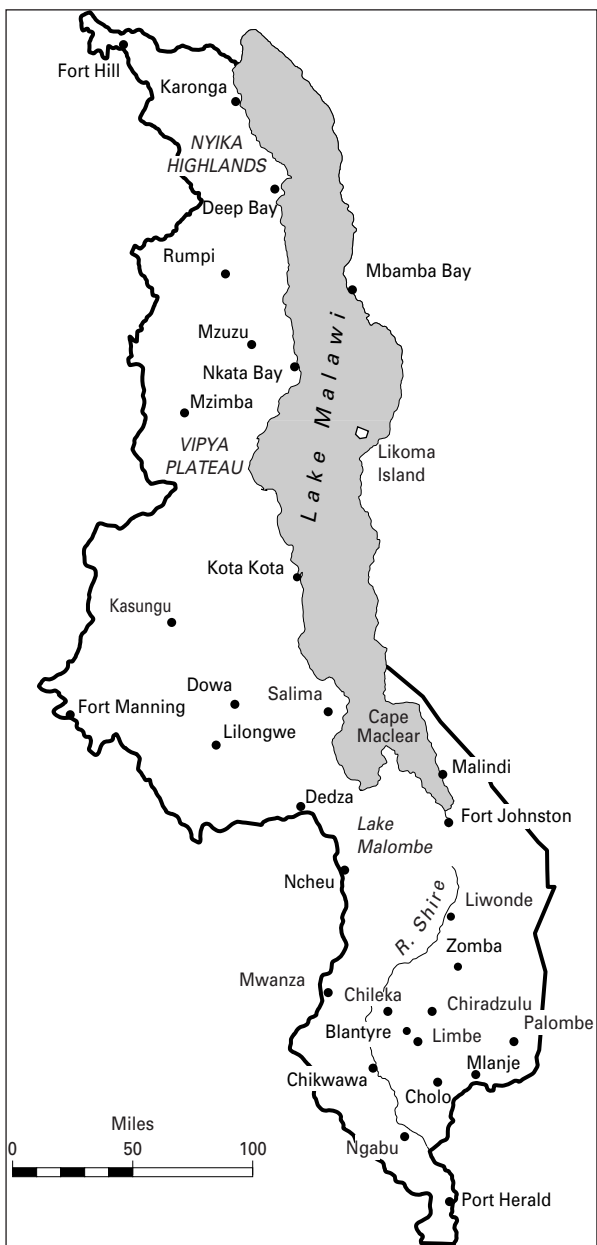 Fort Hill
Karonga
NYIKA
HIGHLANDS
Deep Bay
Rumpi
Mbamba Bay
Mzuzu
Nkata Bay
Mzimba
Lake Malawi
VIPYA
PLATEAU
Likoma
Island
Kota Kota
Kasungu
Dowa
Salima
Fort Manning
Cape
Maclear
Lilongwe
Malindi
Dedza
Fort Johnston
Lake
Malombe
Ncheu
R. Shire
Liwonde
Zomba
Mwanza
Chileka
Chiradzulu
Blantyre
Limbe
Palombe
Chikwawa
Mlanje
Cholo
Miles
0 50 100
Ngabu
Port Herald